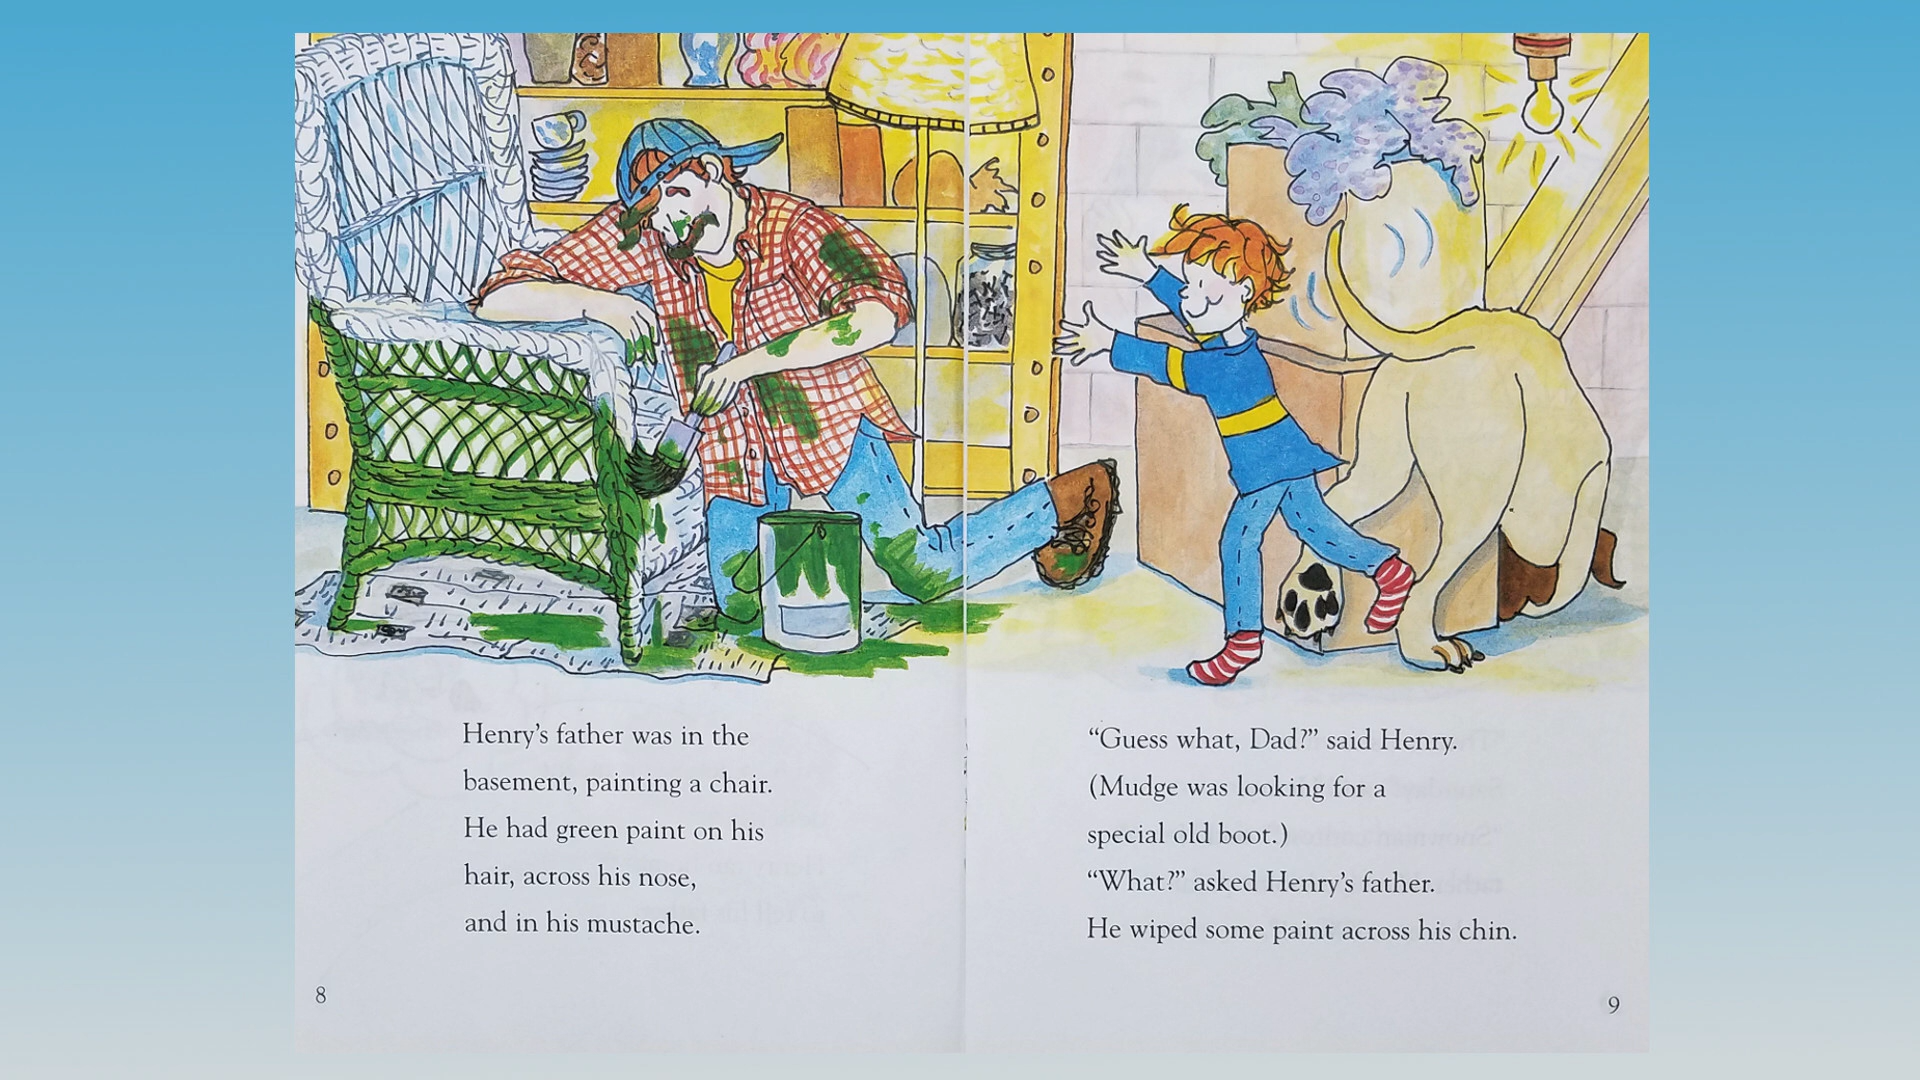 Henry’s father was in the
basement, painting a chair.
He had green paint on his
hair, across his nose,
and in his mustache.
8
“Guess what, Dad?” said Henry.
(Mudge was looking for a
special old boot.)
“What?” asked Henry’s father.
He wiped some paint across his chin.
9